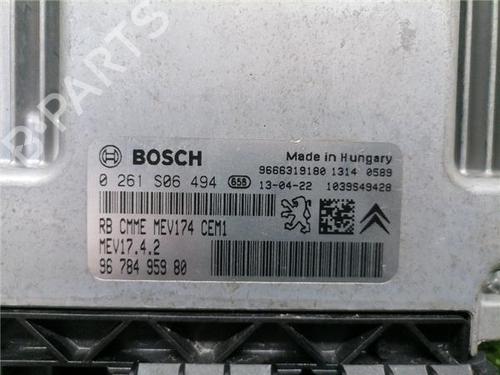 B-PARTS
BOSCH
Made in Hungary
9666319180 1314 0589
0 261 S06 494 658 13-04-22 1039S49428
RB CMME MEV174 CEM1
MEV17.4.2
96 784 959 80